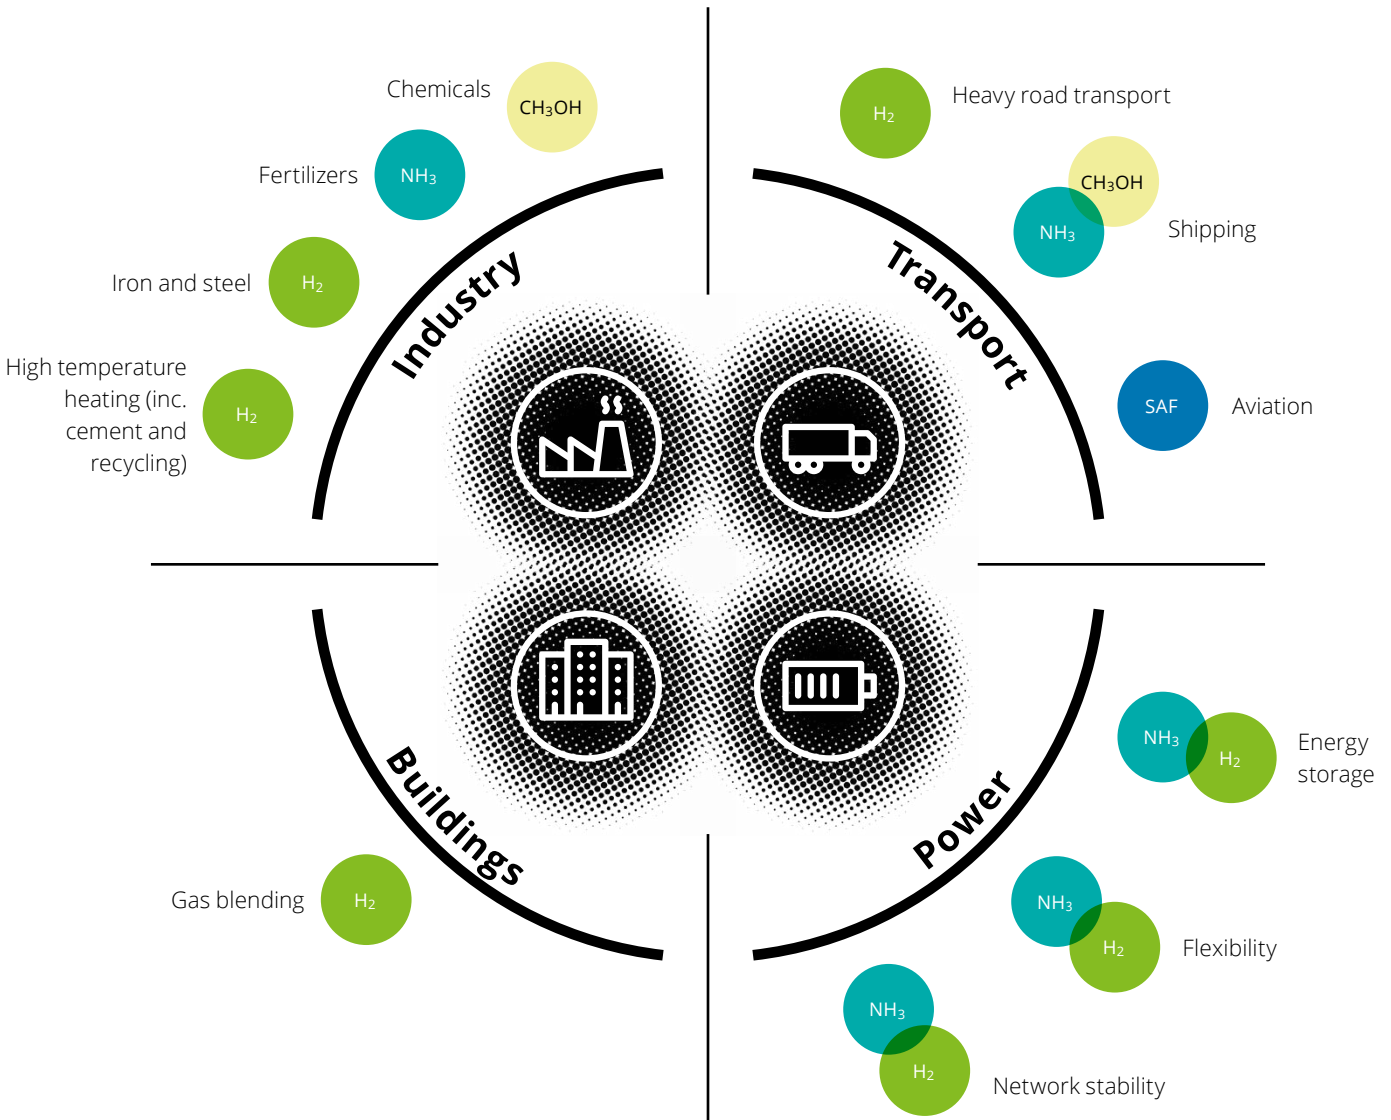 Chemicals
CH₃OH
Fertilizers
NH₃
Iron and steel
H₂
High temperature
heating (inc.
cement and
recycling)
H₂
Industry
H₂
Heavy road transport
CH₃OH
NH₃
Shipping
SAF
Aviation
Transport
Buildings
Gas blending
H₂
Power
NH₃
H₂
Energy
storage
NH₃
H₂
Flexibility
NH₃
H₂
Network stability